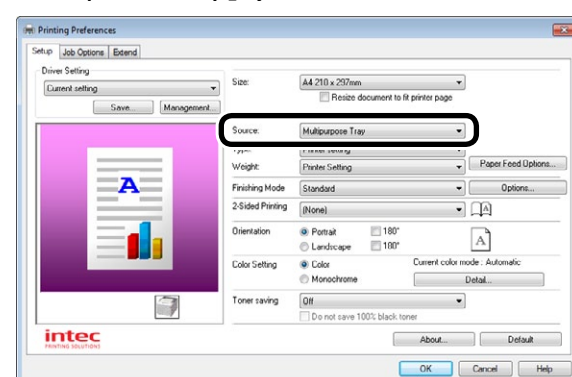 Printing Preferences
Setup Job Options Extend
Driver Setting
Current setting
Save... Management...
Size: A4 210 x 297mm
Resize document to fit printer page
Source: Multipurpose Tray
Printer Setting
Weight: Printer Setting Paper Feed Options...
Finishing Mode Standard Options...
2-Sided Printing (None) A
Orientation Portrait 180°
Landscape 180° A
Color Setting Color Current color mode : Automatic
Monochrome Detail...
Toner saving Off
Do not save 100% black toner
A
intec
PRINTING SOLUTIONS
About... Default
OK Cancel Help